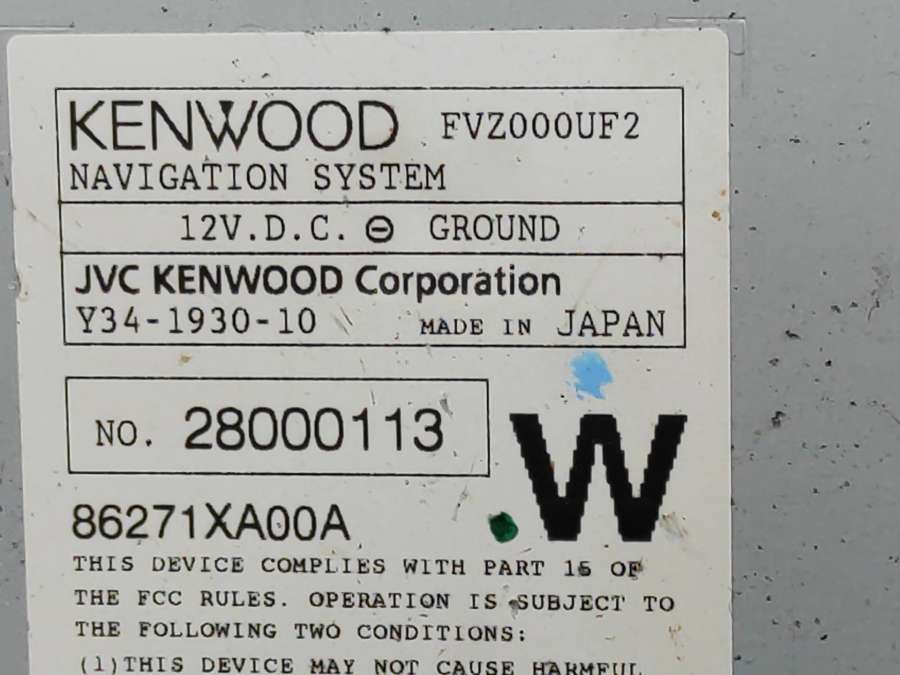 KENWOOD FVZ000UF2
NAVIGATION SYSTEM
12V.D.C. ⊖ GROUND
JVC KENWOOD Corporation
Y34-1930-10 MADE IN JAPAN
NO. 28000113
W
86271XA00A
THIS DEVICE COMPLIES WITH PART 15 OF
THE FCC RULES. OPERATION IS SUBJECT TO
THE FOLLOWING TWO CONDITIONS:
(1)THIS DEVICE MAY NOT CAUSE HARMFUL